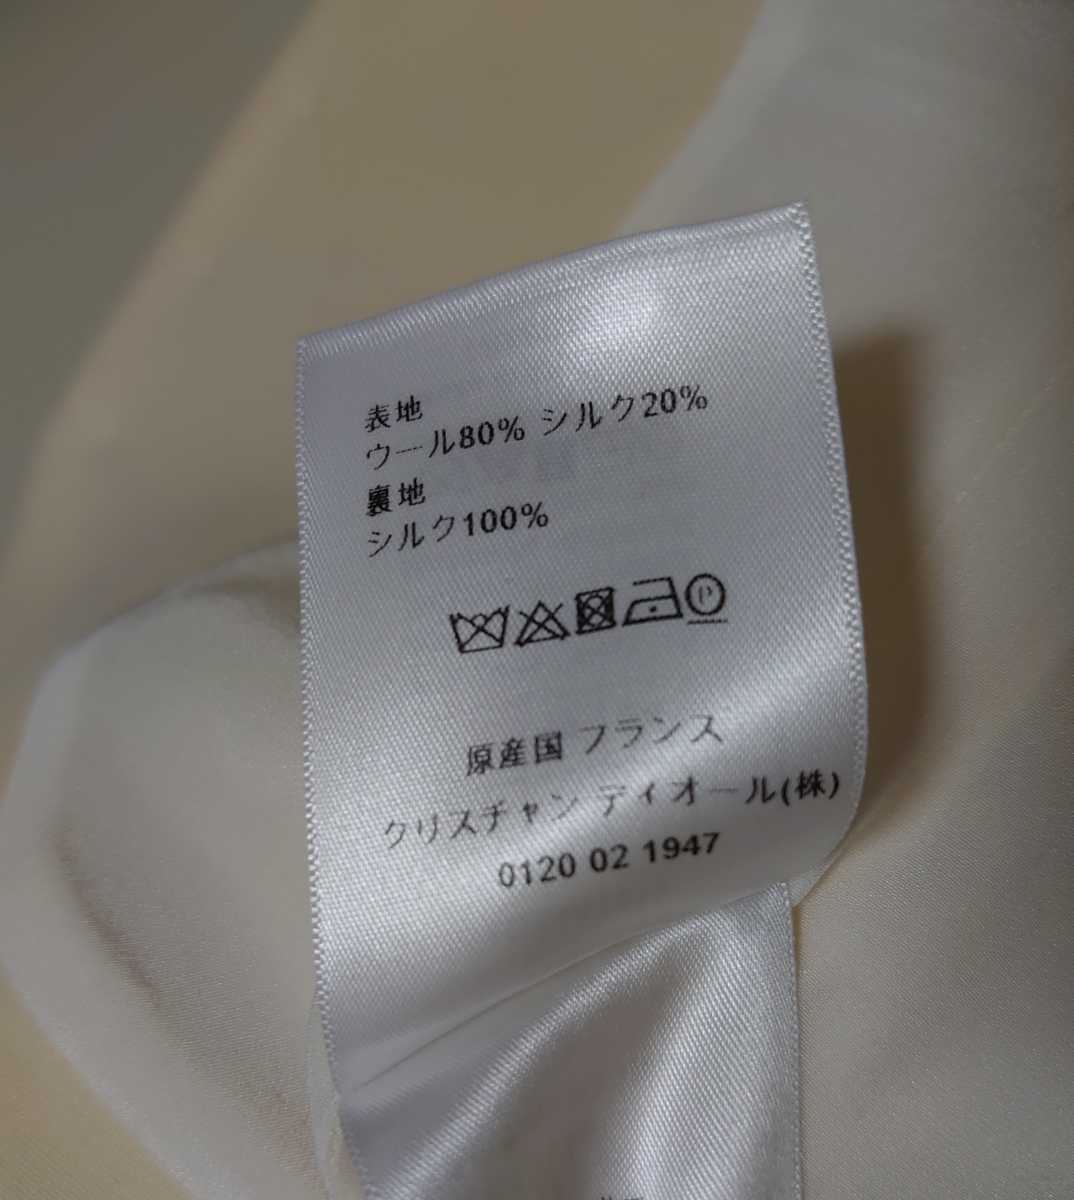 表地
ウール80% シルク20%
裏地
シルク100%
P
原産国 フランス
クリスチャン ディオール(株)
0120 02 1947